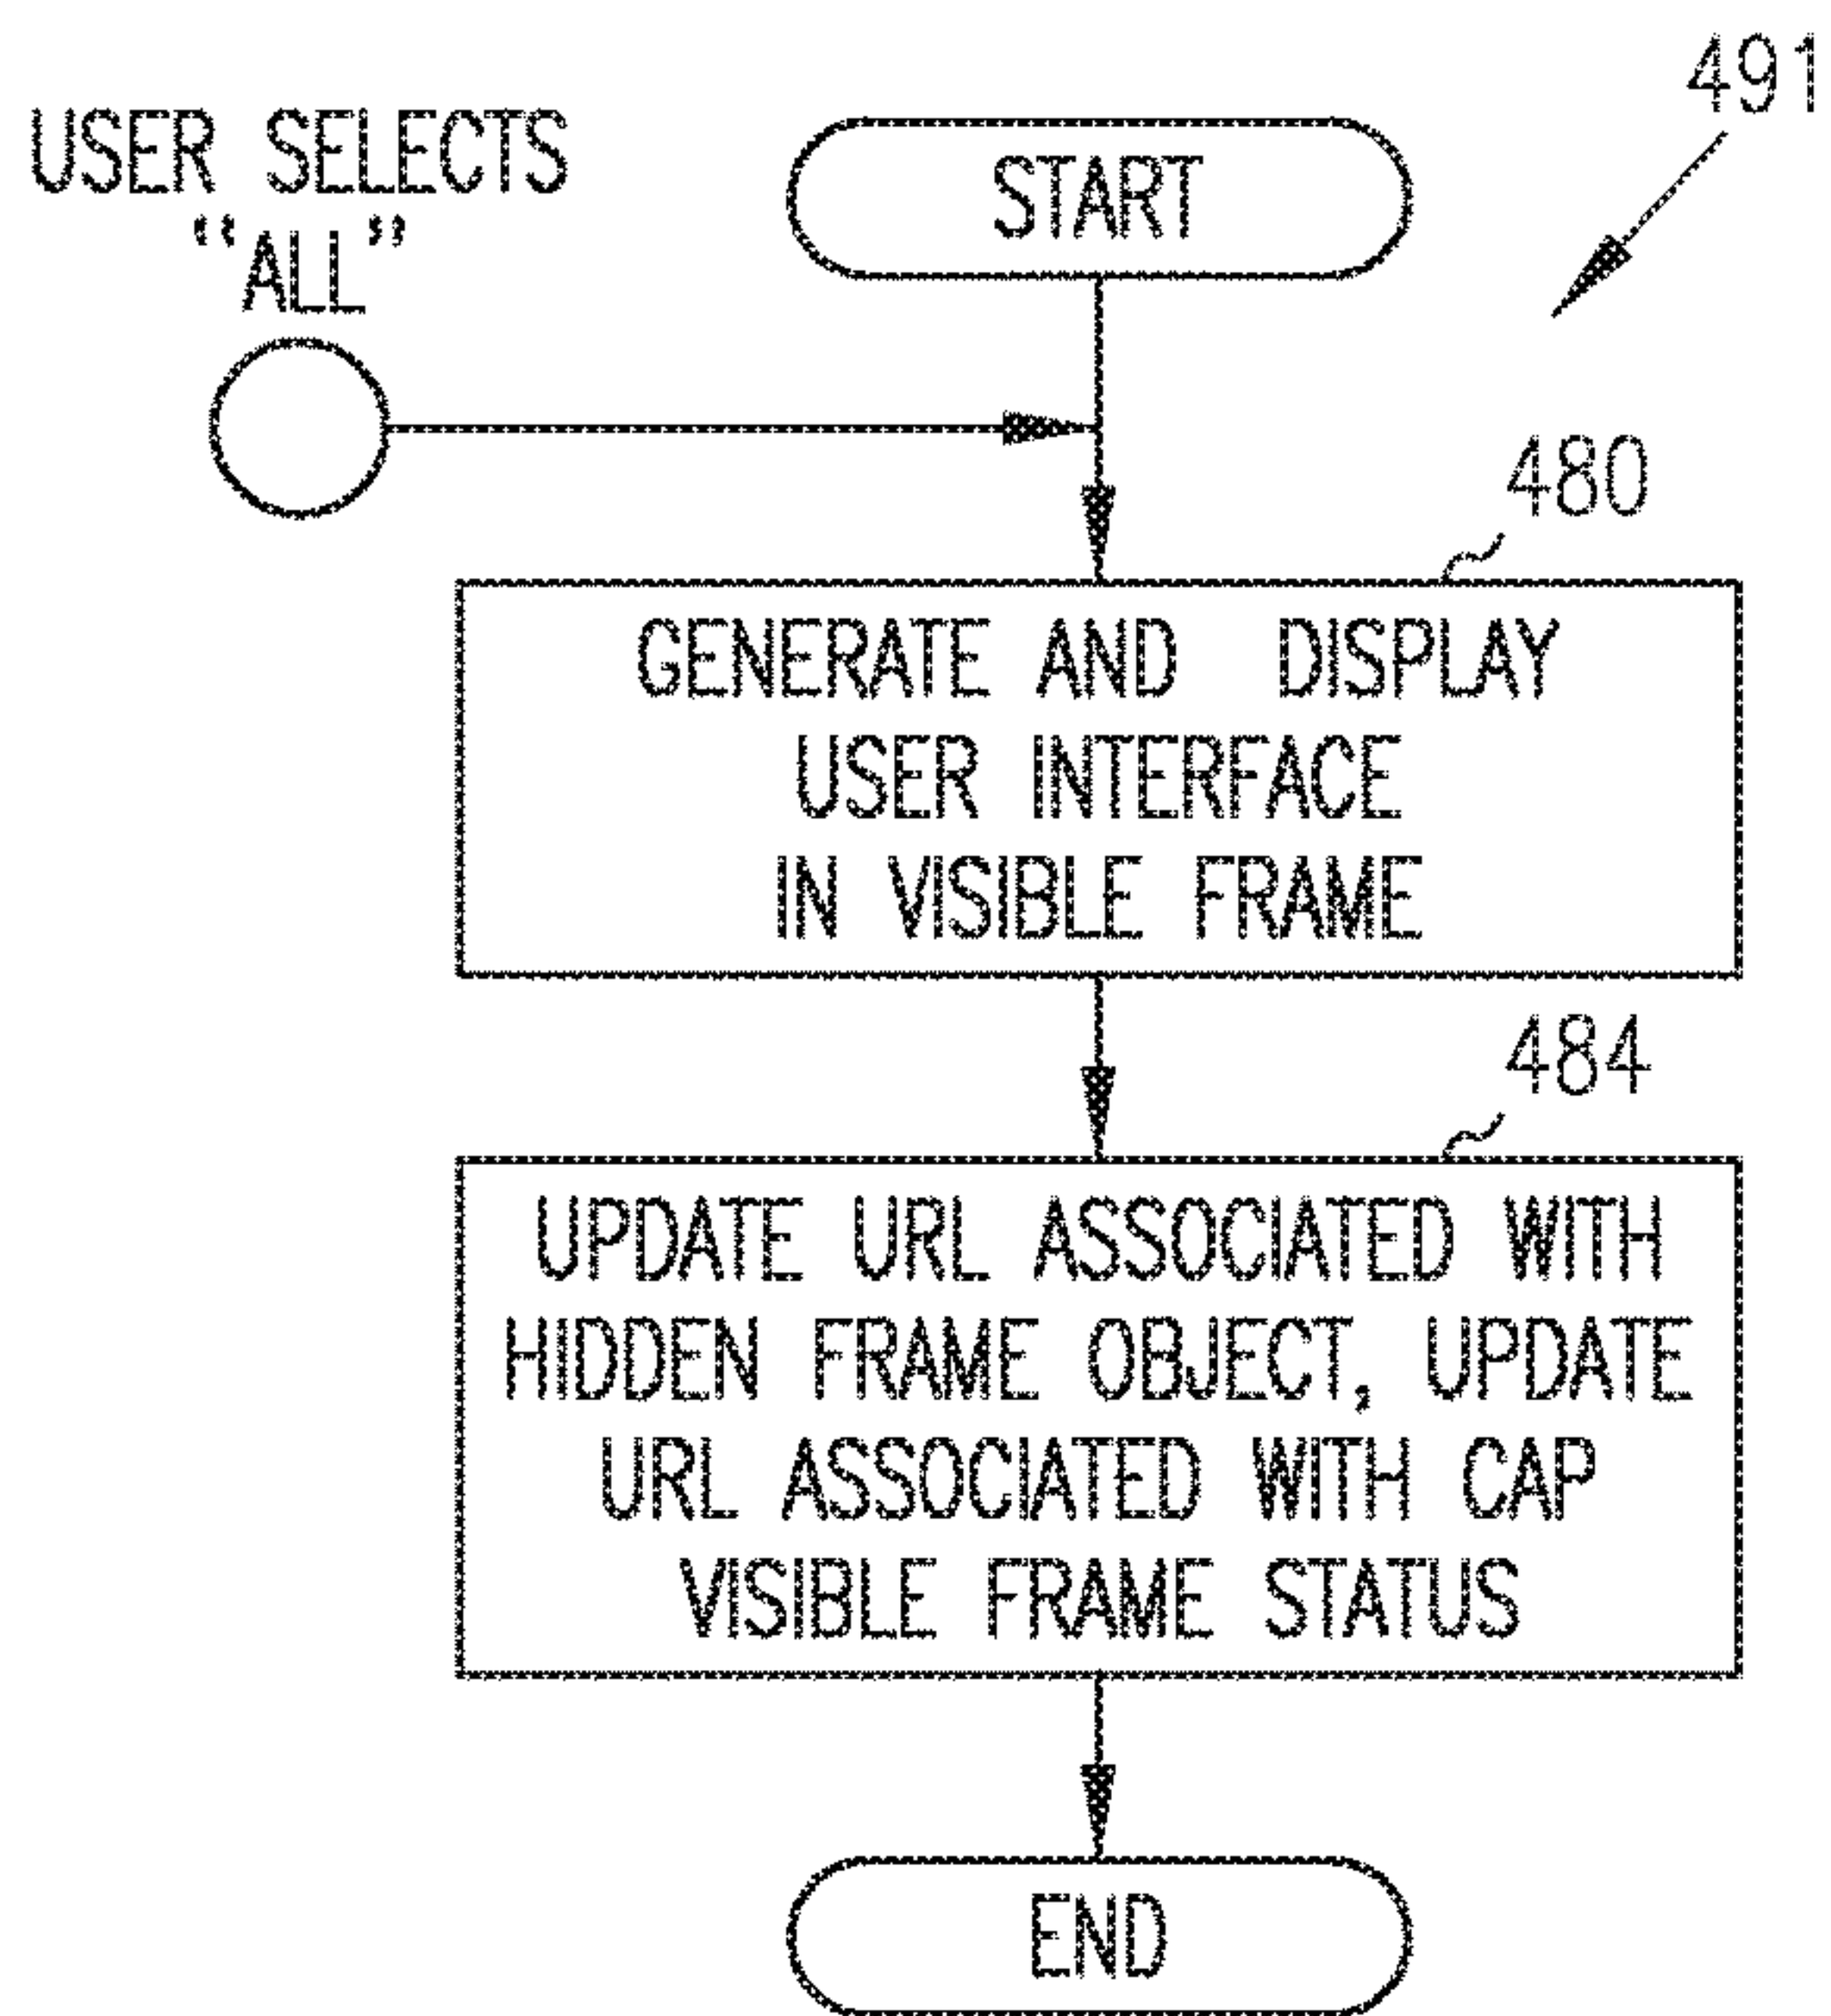 491
USER SELECTS
“ALL”
START
480
GENERATE AND DISPLAY
USER INTERFACE
IN VISIBLE FRAME
484
UPDATE URL ASSOCIATED WITH
HIDDEN FRAME OBJECT, UPDATE
URL ASSOCIATED WITH CAP
VISIBLE FRAME STATUS
END